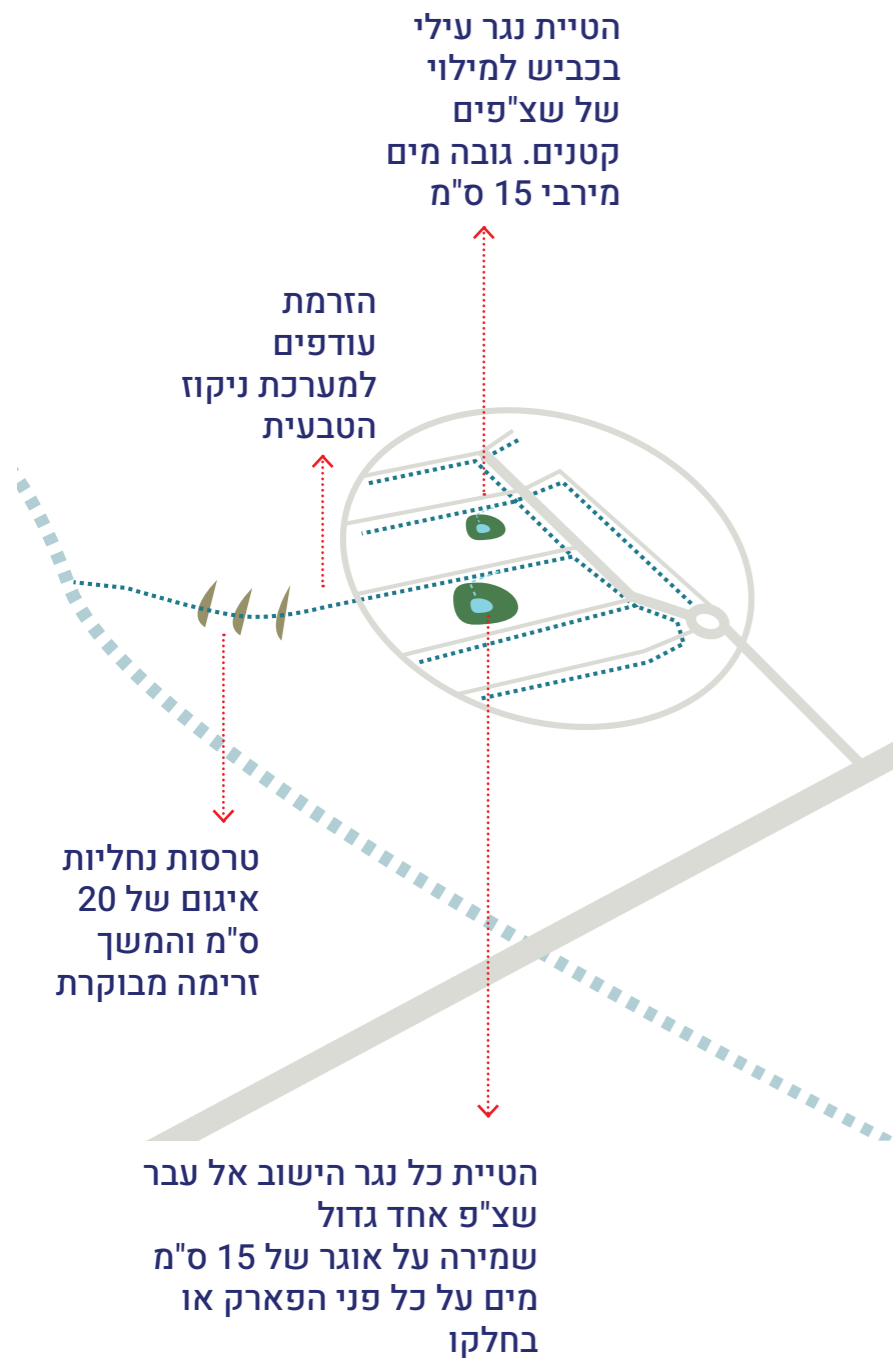 הטיית נגר עילי
בכביש למילוי
של שצ"פים
קטנים. גובה מים
מירבי 15 ס"מ
הזרמת
עודפים
למערכת ניקוז
הטבעית
טרסות נחליות
איגום של 20
ס"מ והמשך
זרימה מבוקרת
הטיית כל נגר הישוב אל עבר
שצ"פ אחד גדול
שמירה על אוגר של 15 ס"מ
מים על כל פני הפארק או
בחלקו